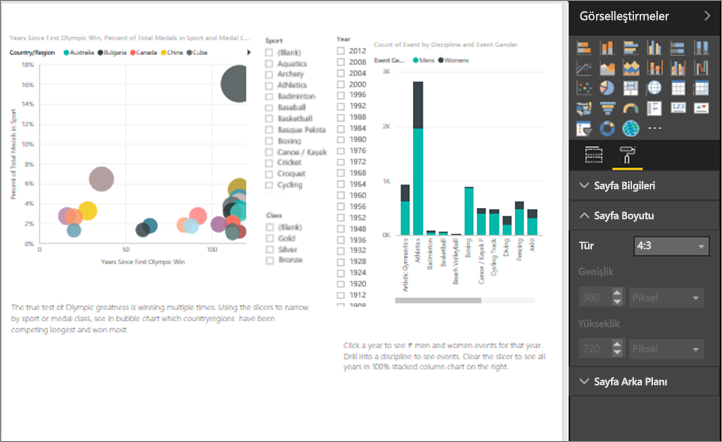 Years Since First Olympic Win, Percent of Total Medals in Sport and Medal C...
Country/Region Australia Bulgaria Canada China Cuba
18%
16%
14%
12%
10%
8%
6%
4%
2%
0%
Percent of Total Medals in Sport
0 50 100
Years Since First Olympic Win
The true test of Olympic greatness is winning multiple times. Using the slicers to narrow
by sport or medal class, see in bubble chart which countryregions have been
competing longest and won most.
Sport
(Blank)
Aquatics
Archery
Athletics
Badminton
Baseball
Basketball
Basque Pelota
Boxing
Canoe / Kayak
Cricket
Croquet
Cycling
Class
(Blank)
Gold
Silver
Bronze
Year
2012
2008
2004
2000
1996
1992
1988
1984
1980
1976
1972
1968
1964
1960
1956
1952
1948
1936
1932
1928
1924
1920
1912
1908
Count of Event by Discipline and Event Gender
Event Ge... Mens Womens
3K
2K
1K
0K
Artistic Gymnastics
Athletics
Badminton
Basketball
Beach Volleyball
Boxing
Canoe / Kayak F
Cycling Track
Diving
Fencing
Judo
Click a year to see # men and women events for that year.
Drill into a discipline to see events. Clear the slicer to see all
years in 100% stacked column chart on the right.
Görselleştirmeler
Sayfa Bilgileri
Sayfa Boyutu
Tür 4:3
Genişlik
960 Piksel
Yükseklik
720 Piksel
Sayfa Arka Planı